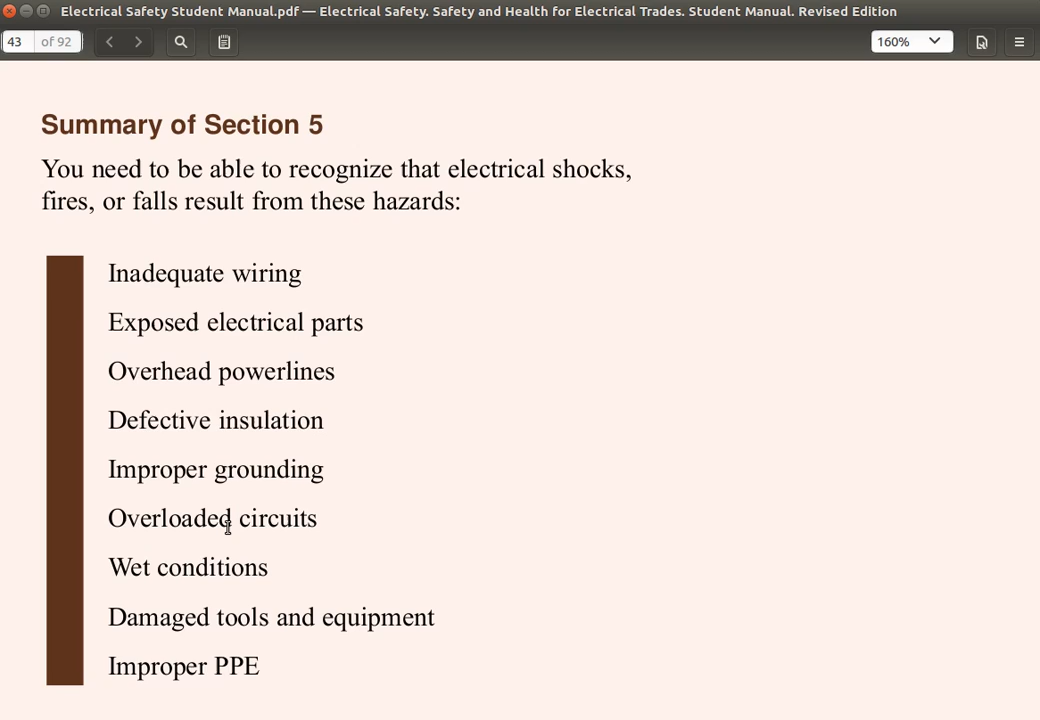 Electrical Safety Student Manual.pdf — Electrical Safety. Safety and Health for Electrical Trades. Student Manual. Revised Edition
43 of 92 160%
Summary of Section 5
You need to be able to recognize that electrical shocks,
fires, or falls result from these hazards:
Inadequate wiring
Exposed electrical parts
Overhead powerlines
Defective insulation
Improper grounding
Overloaded circuits
Wet conditions
Damaged tools and equipment
Improper PPE